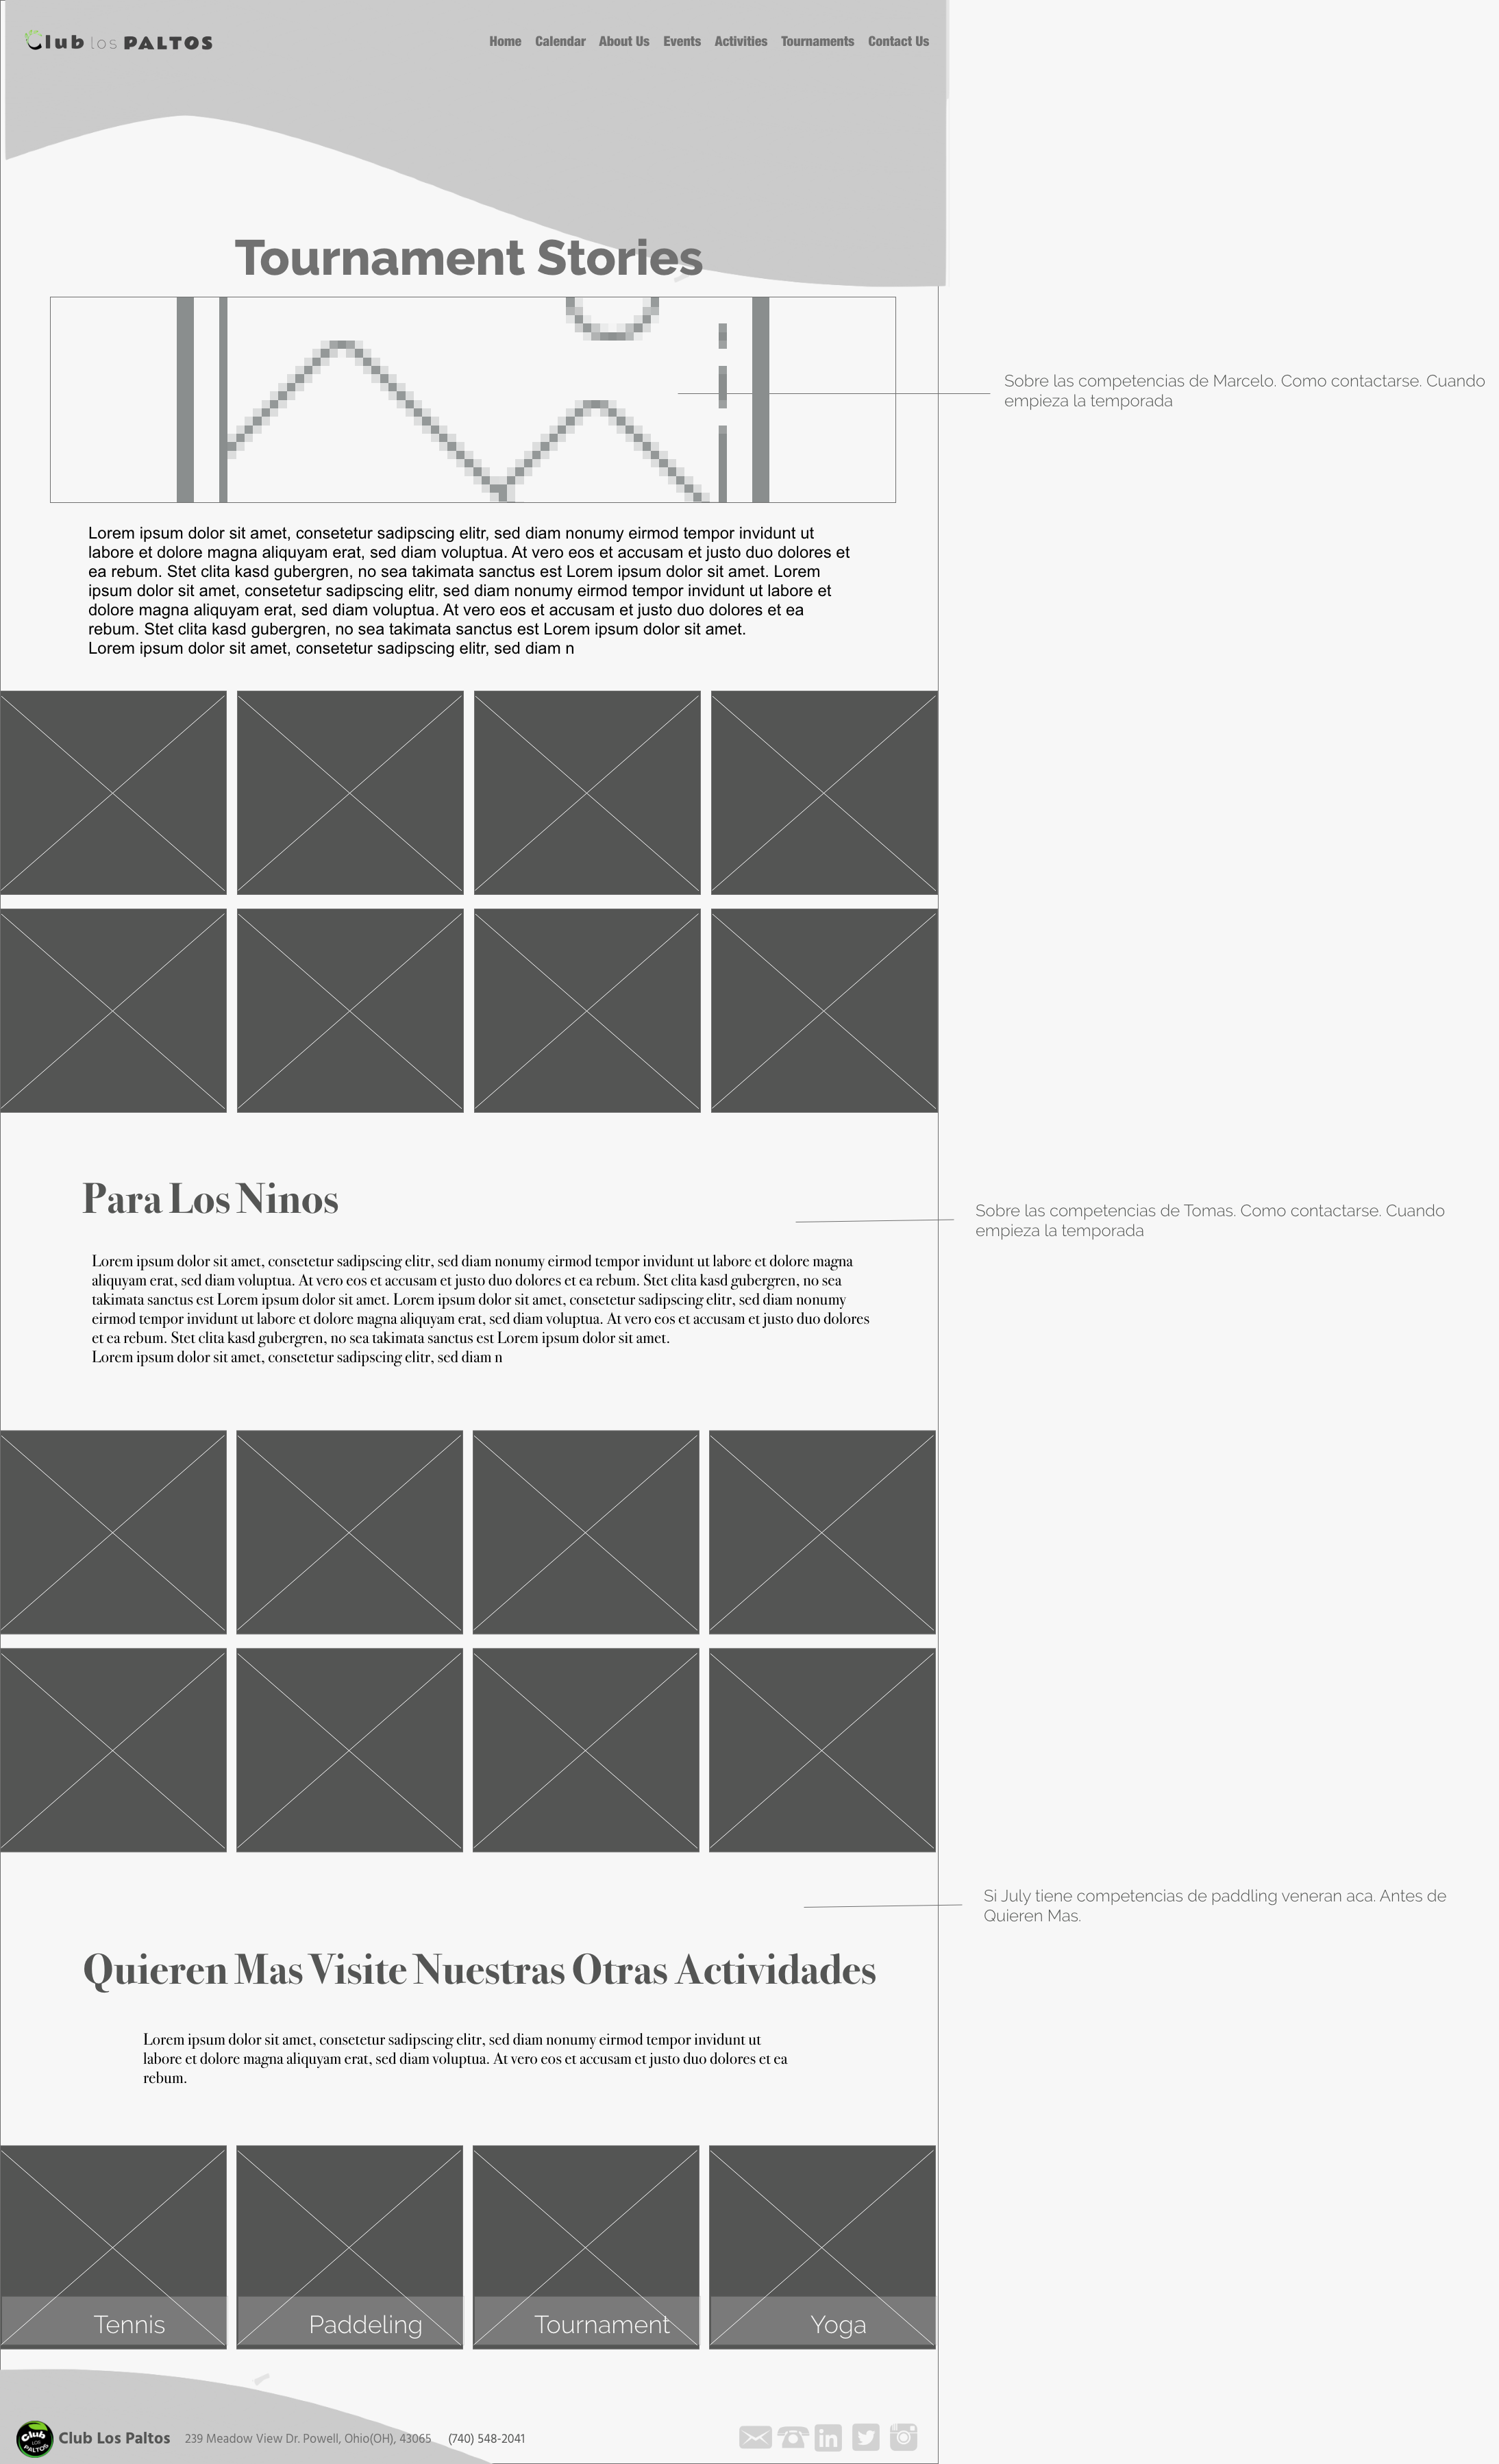 Club los PALTOS
Home Calendar About Us Events Activities Tournaments Contact Us
Tournament Stories
Sobre las competencias de Marcelo. Como contactarse. Cuando
empieza la temporada
Lorem ipsum dolor sit amet, consetetur sadipscing elitr, sed diam nonumy eirmod tempor invidunt ut
labore et dolore magna aliquyam erat, sed diam voluptua. At vero eos et accusam et justo duo dolores et
ea rebum. Stet clita kasd gubergren, no sea takimata sanctus est Lorem ipsum dolor sit amet. Lorem
ipsum dolor sit amet, consetetur sadipscing elitr, sed diam nonumy eirmod tempor invidunt ut labore et
dolore magna aliquyam erat, sed diam voluptua. At vero eos et accusam et justo duo dolores et ea
rebum. Stet clita kasd gubergren, no sea takimata sanctus est Lorem ipsum dolor sit amet.
Lorem ipsum dolor sit amet, consetetur sadipscing elitr, sed diam n
Para Los Ninos
Sobre las competencias de Tomas. Como contactarse. Cuando
empieza la temporada
Lorem ipsum dolor sit amet, consetetur sadipscing elitr, sed diam nonumy eirmod tempor invidunt ut labore et dolore magna
aliquyam erat, sed diam voluptua. At vero eos et accusam et justo duo dolores et ea rebum. Stet clita kasd gubergren, no sea
takimata sanctus est Lorem ipsum dolor sit amet. Lorem ipsum dolor sit amet, consetetur sadipscing elitr, sed diam nonumy
eirmod tempor invidunt ut labore et dolore magna aliquyam erat, sed diam voluptua. At vero eos et accusam et justo duo dolores
et ea rebum. Stet clita kasd gubergren, no sea takimata sanctus est Lorem ipsum dolor sit amet.
Lorem ipsum dolor sit amet, consetetur sadipscing elitr, sed diam n
Si July tiene competencias de paddling veneran aca. Antes de
Quieren Mas.
Quieren Mas Visite Nuestras Otras Actividades
Lorem ipsum dolor sit amet, consetetur sadipscing elitr, sed diam nonumy eirmod tempor invidunt ut
labore et dolore magna aliquyam erat, sed diam voluptua. At vero eos et accusam et justo duo dolores et ea
rebum.
Tennis
Paddeling
Tournament
Yoga
Club LOS PALTOS
Club Los Paltos 239 Meadow View Dr. Powell, Ohio(OH), 43065 (740) 548-2041